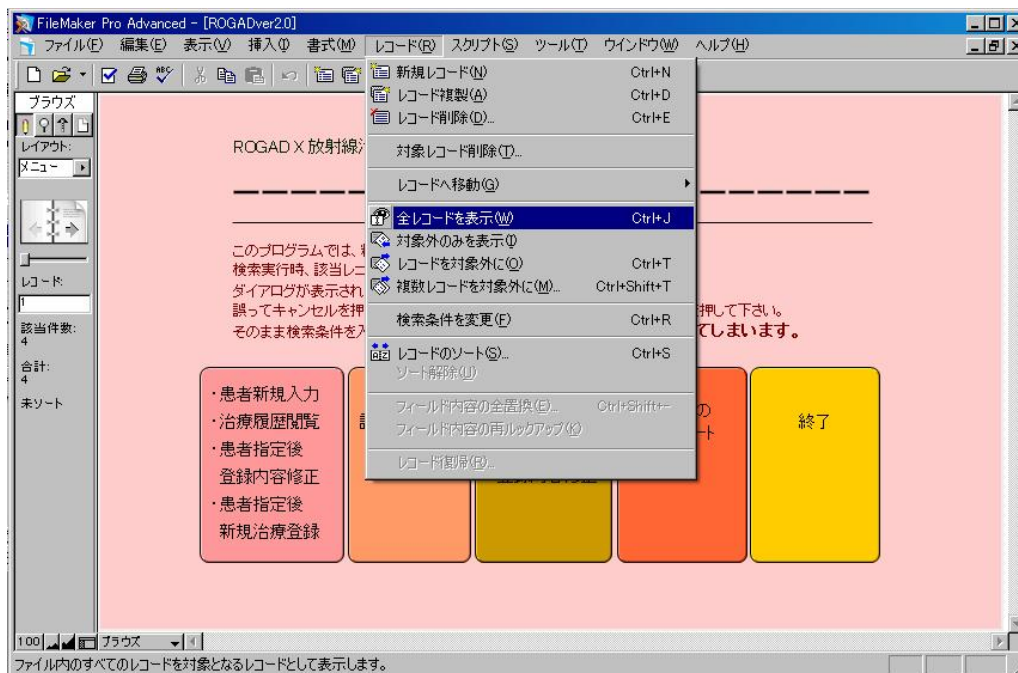 FileMaker Pro Advanced - [ROGADver2.0]
ファイル(F) 編集(E) 表示(V) 挿入(I) 書式(M) レコード(R) スクリプト(S) ツール(T) ウインドウ(W) ヘルプ(H)
ブラウズ
レイアウト:
メニュー
レコード:
1
該当件数:
4
合計:
4
未ソート
新規レコード(N) Ctrl+N
レコード複製(A) Ctrl+D
レコード削除(D)... Ctrl+E
対象レコード削除(T)...
レコードへ移動(G)
全レコードを表示(W) Ctrl+J
対象外のみを表示(I)
レコードを対象外に(O) Ctrl+T
複数レコードを対象外に(M)... Ctrl+Shift+T
検索条件を変更(F) Ctrl+R
レコードのソート(S)... Ctrl+S
ソート解除(U)
フィールド内容の全置換(E)... Ctrl+Shift+-
フィールド内容の再ルックアップ(K)
レコード復帰(R)...
ROGAD X 放射線
このプログラムでは、
検索実行時、該当レコ
ダイアログが表示され
誤ってキャンセルを押 押して下さい。
そのまま検索条件を入 てしまいます。
・患者新規入力
・治療履歴閲覧
・患者指定後
登録内容修正
・患者指定後
新規治療登録
の
ート
終了
100 ブラウズ
ファイル内のすべてのレコードを対象となるレコードとして表示します。